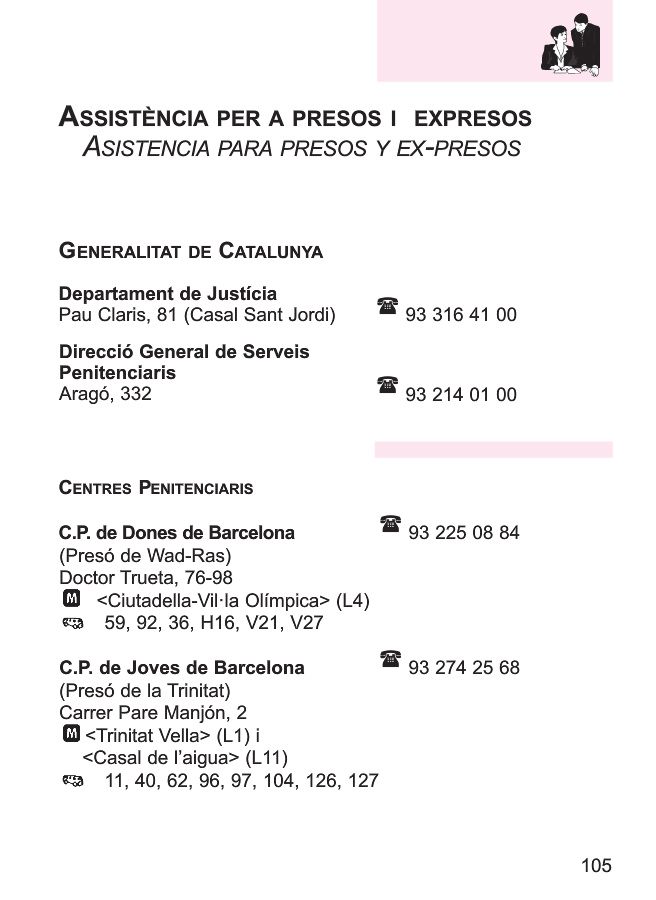 ASSISTÈNCIA PER A PRESOS I EXPRESOS
ASISTENCIA PARA PRESOS Y EX-PRESOS
GENERALITAT DE CATALUNYA
Departament de Justícia
Pau Claris, 81 (Casal Sant Jordi) 93 316 41 00
Direcció General de Serveis
Penitenciaris
Aragó, 332 93 214 01 00
CENTRES PENITENCIARIS
C.P. de Dones de Barcelona 93 225 08 84
(Presó de Wad-Ras)
Doctor Trueta, 76-98
M <Ciutadella-Vil·la Olímpica> (L4)
59, 92, 36, H16, V21, V27
C.P. de Joves de Barcelona 93 274 25 68
(Presó de la Trinitat)
Carrer Pare Manjón, 2
M <Trinitat Vella> (L1) i
<Casal de l’aigua> (L11)
11, 40, 62, 96, 97, 104, 126, 127
105